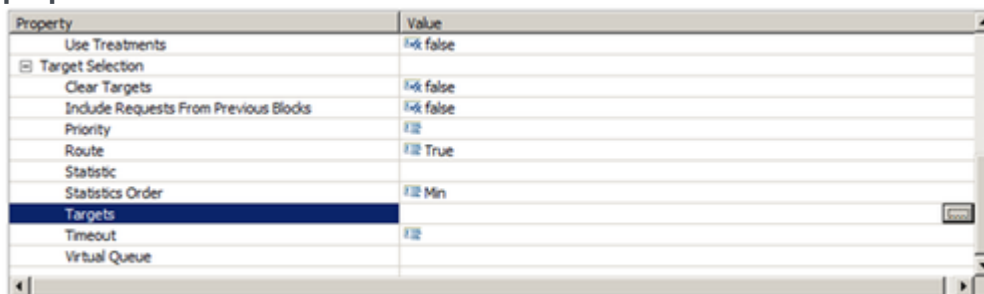 Property Value
Use Treatments false
Target Selection
Clear Targets false
Include Requests From Previous Blocks false
Priority
Route True
Statistic
Statistics Order Min
Targets
Timeout
Virtual Queue